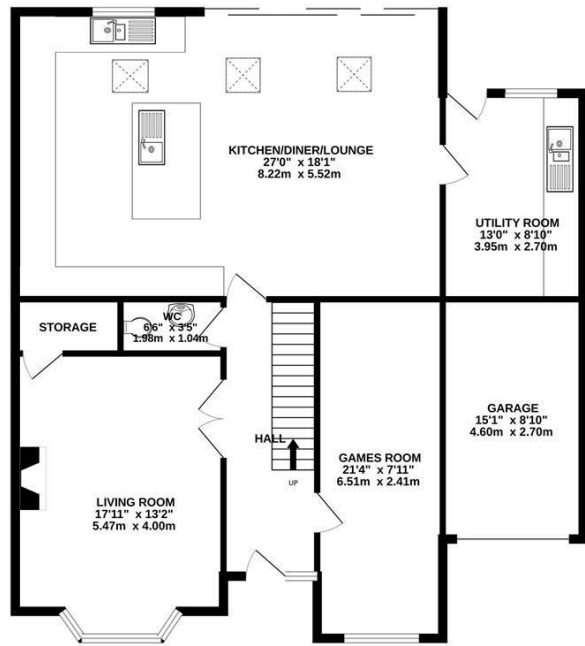 KITCHEN/DINER/LOUNGE
27'0" x 18'1"
8.22m x 5.52m
UTILITY ROOM
13'0" x 8'10"
3.95m x 2.70m
STORAGE
WC
6'6" x 3'5"
1.98m x 1.04m
HALL
UP
GARAGE
15'1" x 8'10"
4.60m x 2.70m
GAMES ROOM
21'4" x 7'11"
6.51m x 2.41m
LIVING ROOM
17'11" x 13'2"
5.47m x 4.00m